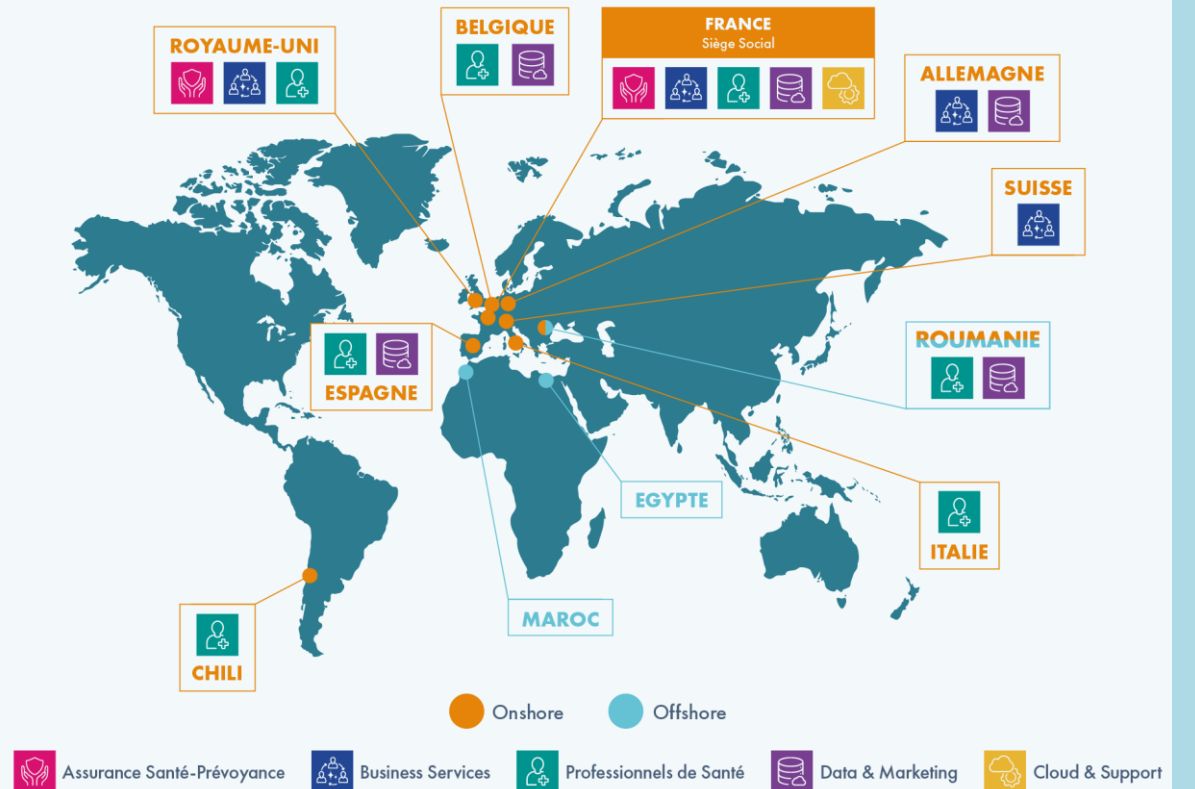 BELGIQUE
FRANCE
Siège Social
ROYAUME-UNI
ALLEMAGNE
SUISSE
ROUMANIE
ESPAGNE
EGYPTE
ITALIE
MAROC
CHILI
Onshore
Offshore
Assurance Santé-Prévoyance
Business Services
Professionnels de Santé
Data & Marketing
Cloud & Support